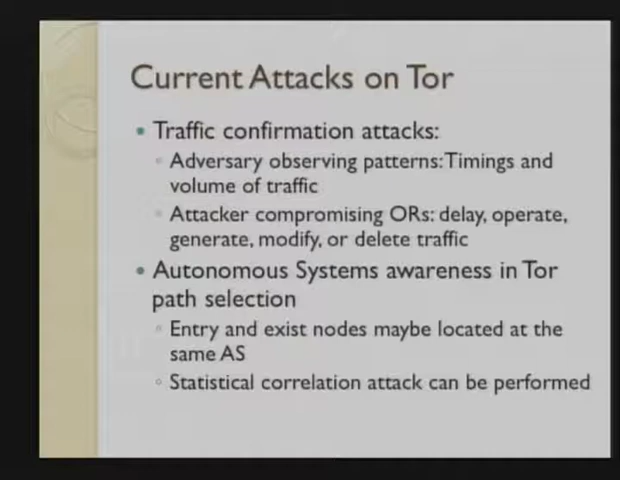 Current Attacks on Tor
Traffic confirmation attacks:
Adversary observing patterns: Timings and
volume of traffic
Attacker compromising ORs: delay, operate,
generate, modify, or delete traffic
Autonomous Systems awareness in Tor
path selection
Entry and exist nodes maybe located at the
same AS
Statistical correlation attack can be performed